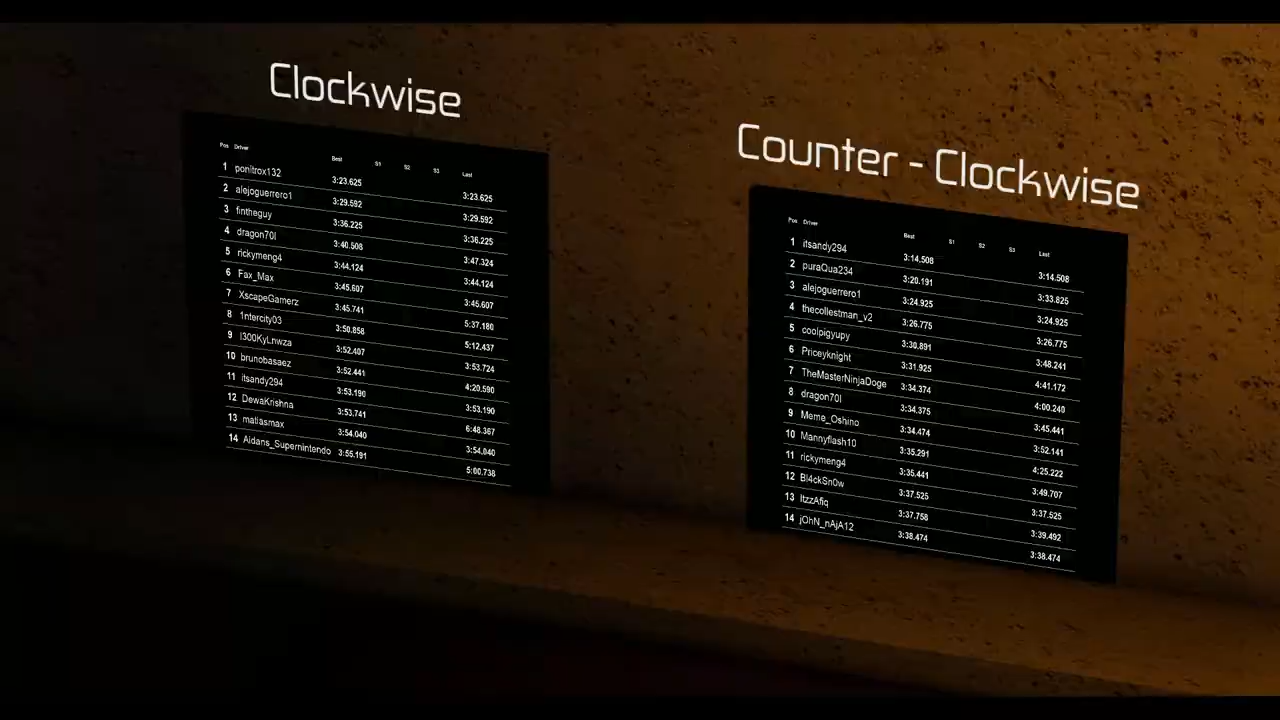 Clockwise
Pos Driver Best S1 S2 S3 Last
1 ponitrox132 3:23.625 3:23.625
2 alejoguerrero1 3:29.592 3:29.592
3 fintheguy 3:36.225 3:36.225
4 dragon70l 3:40.508 3:47.324
5 rickymeng4 3:44.124 3:44.124
6 Fax_Max 3:45.607 3:45.607
7 XscapeGamerz 3:45.741 5:37.180
8 1ntercity03 3:50.858 5:12.437
9 l300KyLnwza 3:52.407 3:53.724
10 brunobasaez 3:52.441 4:20.590
11 itsandy294 3:53.190 3:53.190
12 DewaKrishna 3:53.741 6:48.367
13 matiasmax 3:54.040 3:54.040
14 Aidans_Supernintendo 3:55.191 5:00.738
Counter - Clockwise
Pos Driver Best S1 S2 S3 Last
1 itsandy294 3:14.508 3:14.508
2 puraQua234 3:20.191 3:33.825
3 alejoguerrero1 3:24.925 3:24.925
4 thecollestman_v2 3:26.775 3:26.775
5 coolpigyupy 3:30.891 3:48.241
6 Priceyknight 3:31.925 4:41.172
7 TheMasterNinjaDoge 3:34.374 4:00.240
8 dragon70l 3:34.375 3:45.441
9 Meme_Oshino 3:34.474 3:52.141
10 Mannyflash10 3:35.291 4:25.222
11 rickymeng4 3:35.441 3:49.707
12 Bl4ckSn0w 3:37.525 3:37.525
13 ItzzAfiq 3:37.758 3:39.492
14 jOhN_nAjA12 3:38.474 3:38.474